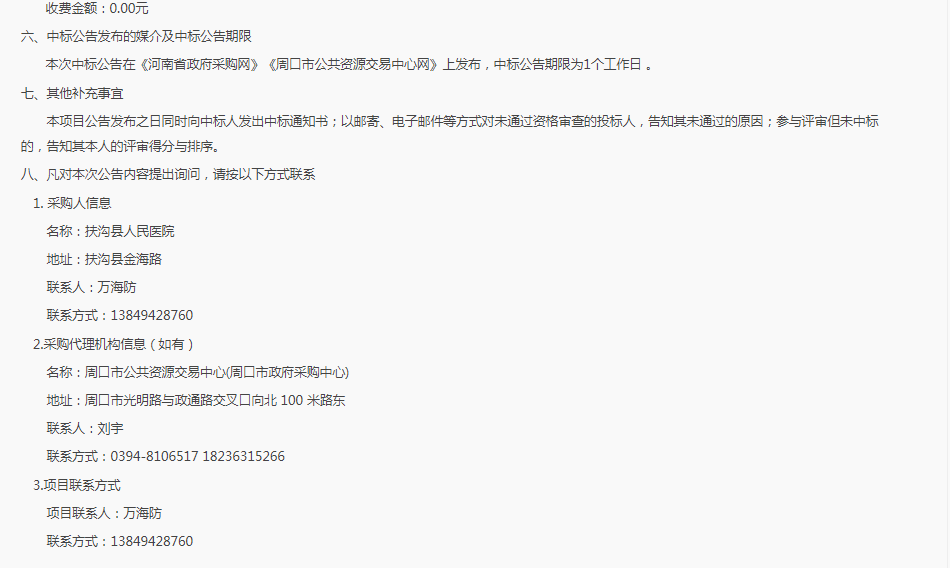 收费金额：0.00元
六、中标公告发布的媒介及中标公告期限
本次中标公告在《河南省政府采购网》《周口市公共资源交易中心网》上发布，中标公告期限为1个工作日 。
七、其他补充事宜
本项目公告发布之日同时向中标人发出中标通知书；以邮寄、电子邮件等方式对未通过资格审查的投标人，告知其未通过的原因；参与评审但未中标
的，告知其本人的评审得分与排序。
八、凡对本次公告内容提出询问，请按以下方式联系
1. 采购人信息
名称：扶沟县人民医院
地址：扶沟县金海路
联系人：万海防
联系方式：13849428760
2.采购代理机构信息（如有）
名称：周口市公共资源交易中心(周口市政府采购中心)
地址：周口市光明路与政通路交叉口向北 100 米路东
联系人：刘宇
联系方式：0394-8106517 18236315266
3.项目联系方式
项目联系人：万海防
联系方式：13849428760